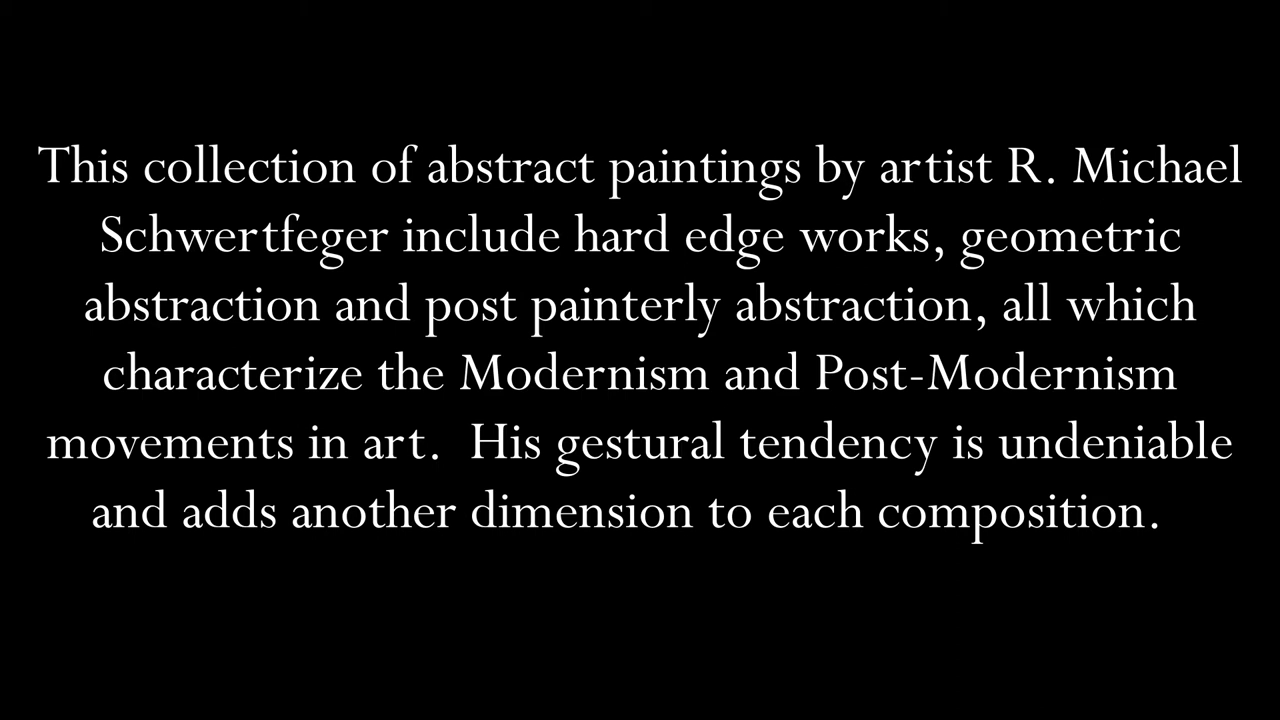 This collection of abstract paintings by artist R. Michael
Schwertfeger include hard edge works, geometric
abstraction and post painterly abstraction, all which
characterize the Modernism and Post-Modernism
movements in art.  His gestural tendency is undeniable
and adds another dimension to each composition.